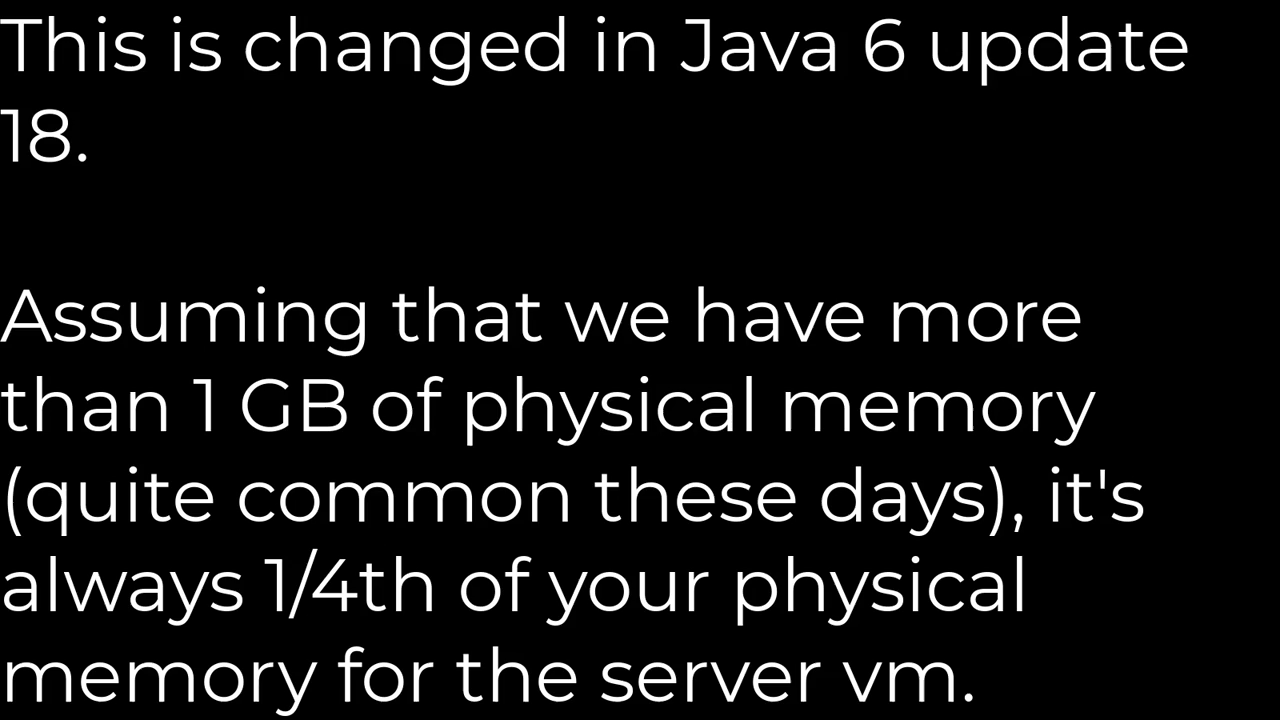 This is changed in Java 6 update
18.
Assuming that we have more
than 1 GB of physical memory
(quite common these days), it's
always 1/4th of your physical
memory for the server vm.